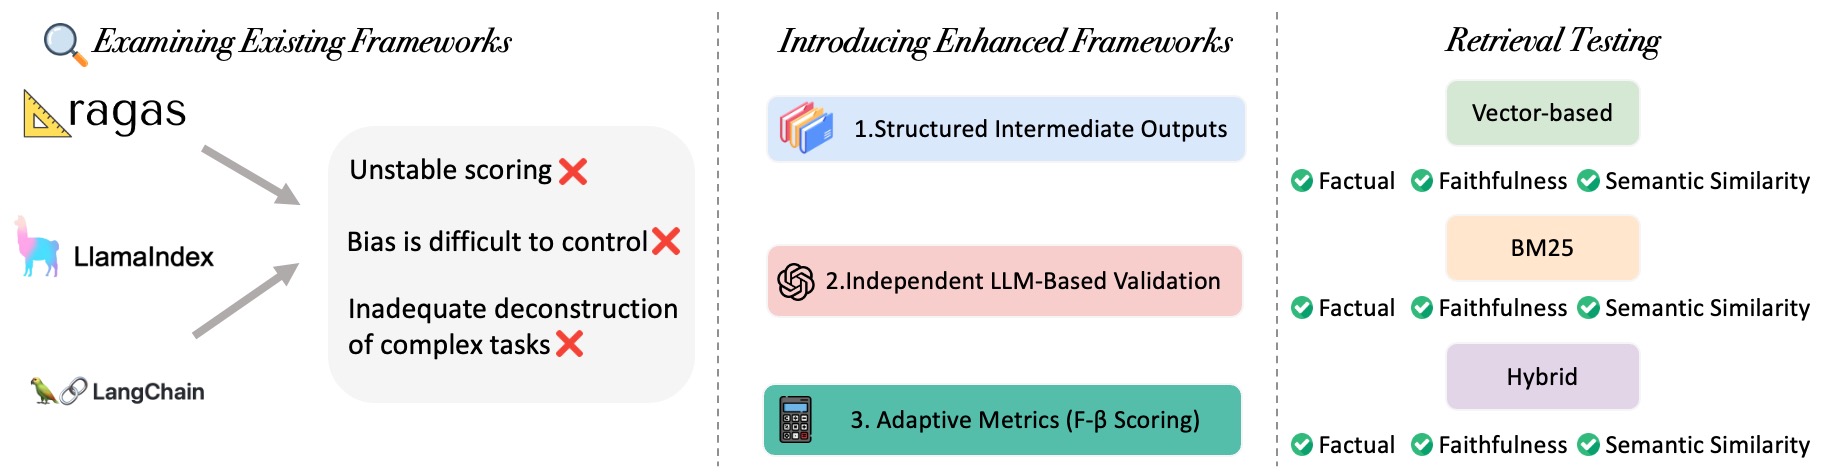 Examining Existing Frameworks
ragas
LlamaIndex
LangChain
Unstable scoring
Bias is difficult to control
Inadequate deconstruction
of complex tasks
Introducing Enhanced Frameworks
1.Structured Intermediate Outputs
2.Independent LLM-Based Validation
3. Adaptive Metrics (F-β Scoring)
Retrieval Testing
Vector-based
Factual Faithfulness Semantic Similarity
BM25
Factual Faithfulness Semantic Similarity
Hybrid
Factual Faithfulness Semantic Similarity